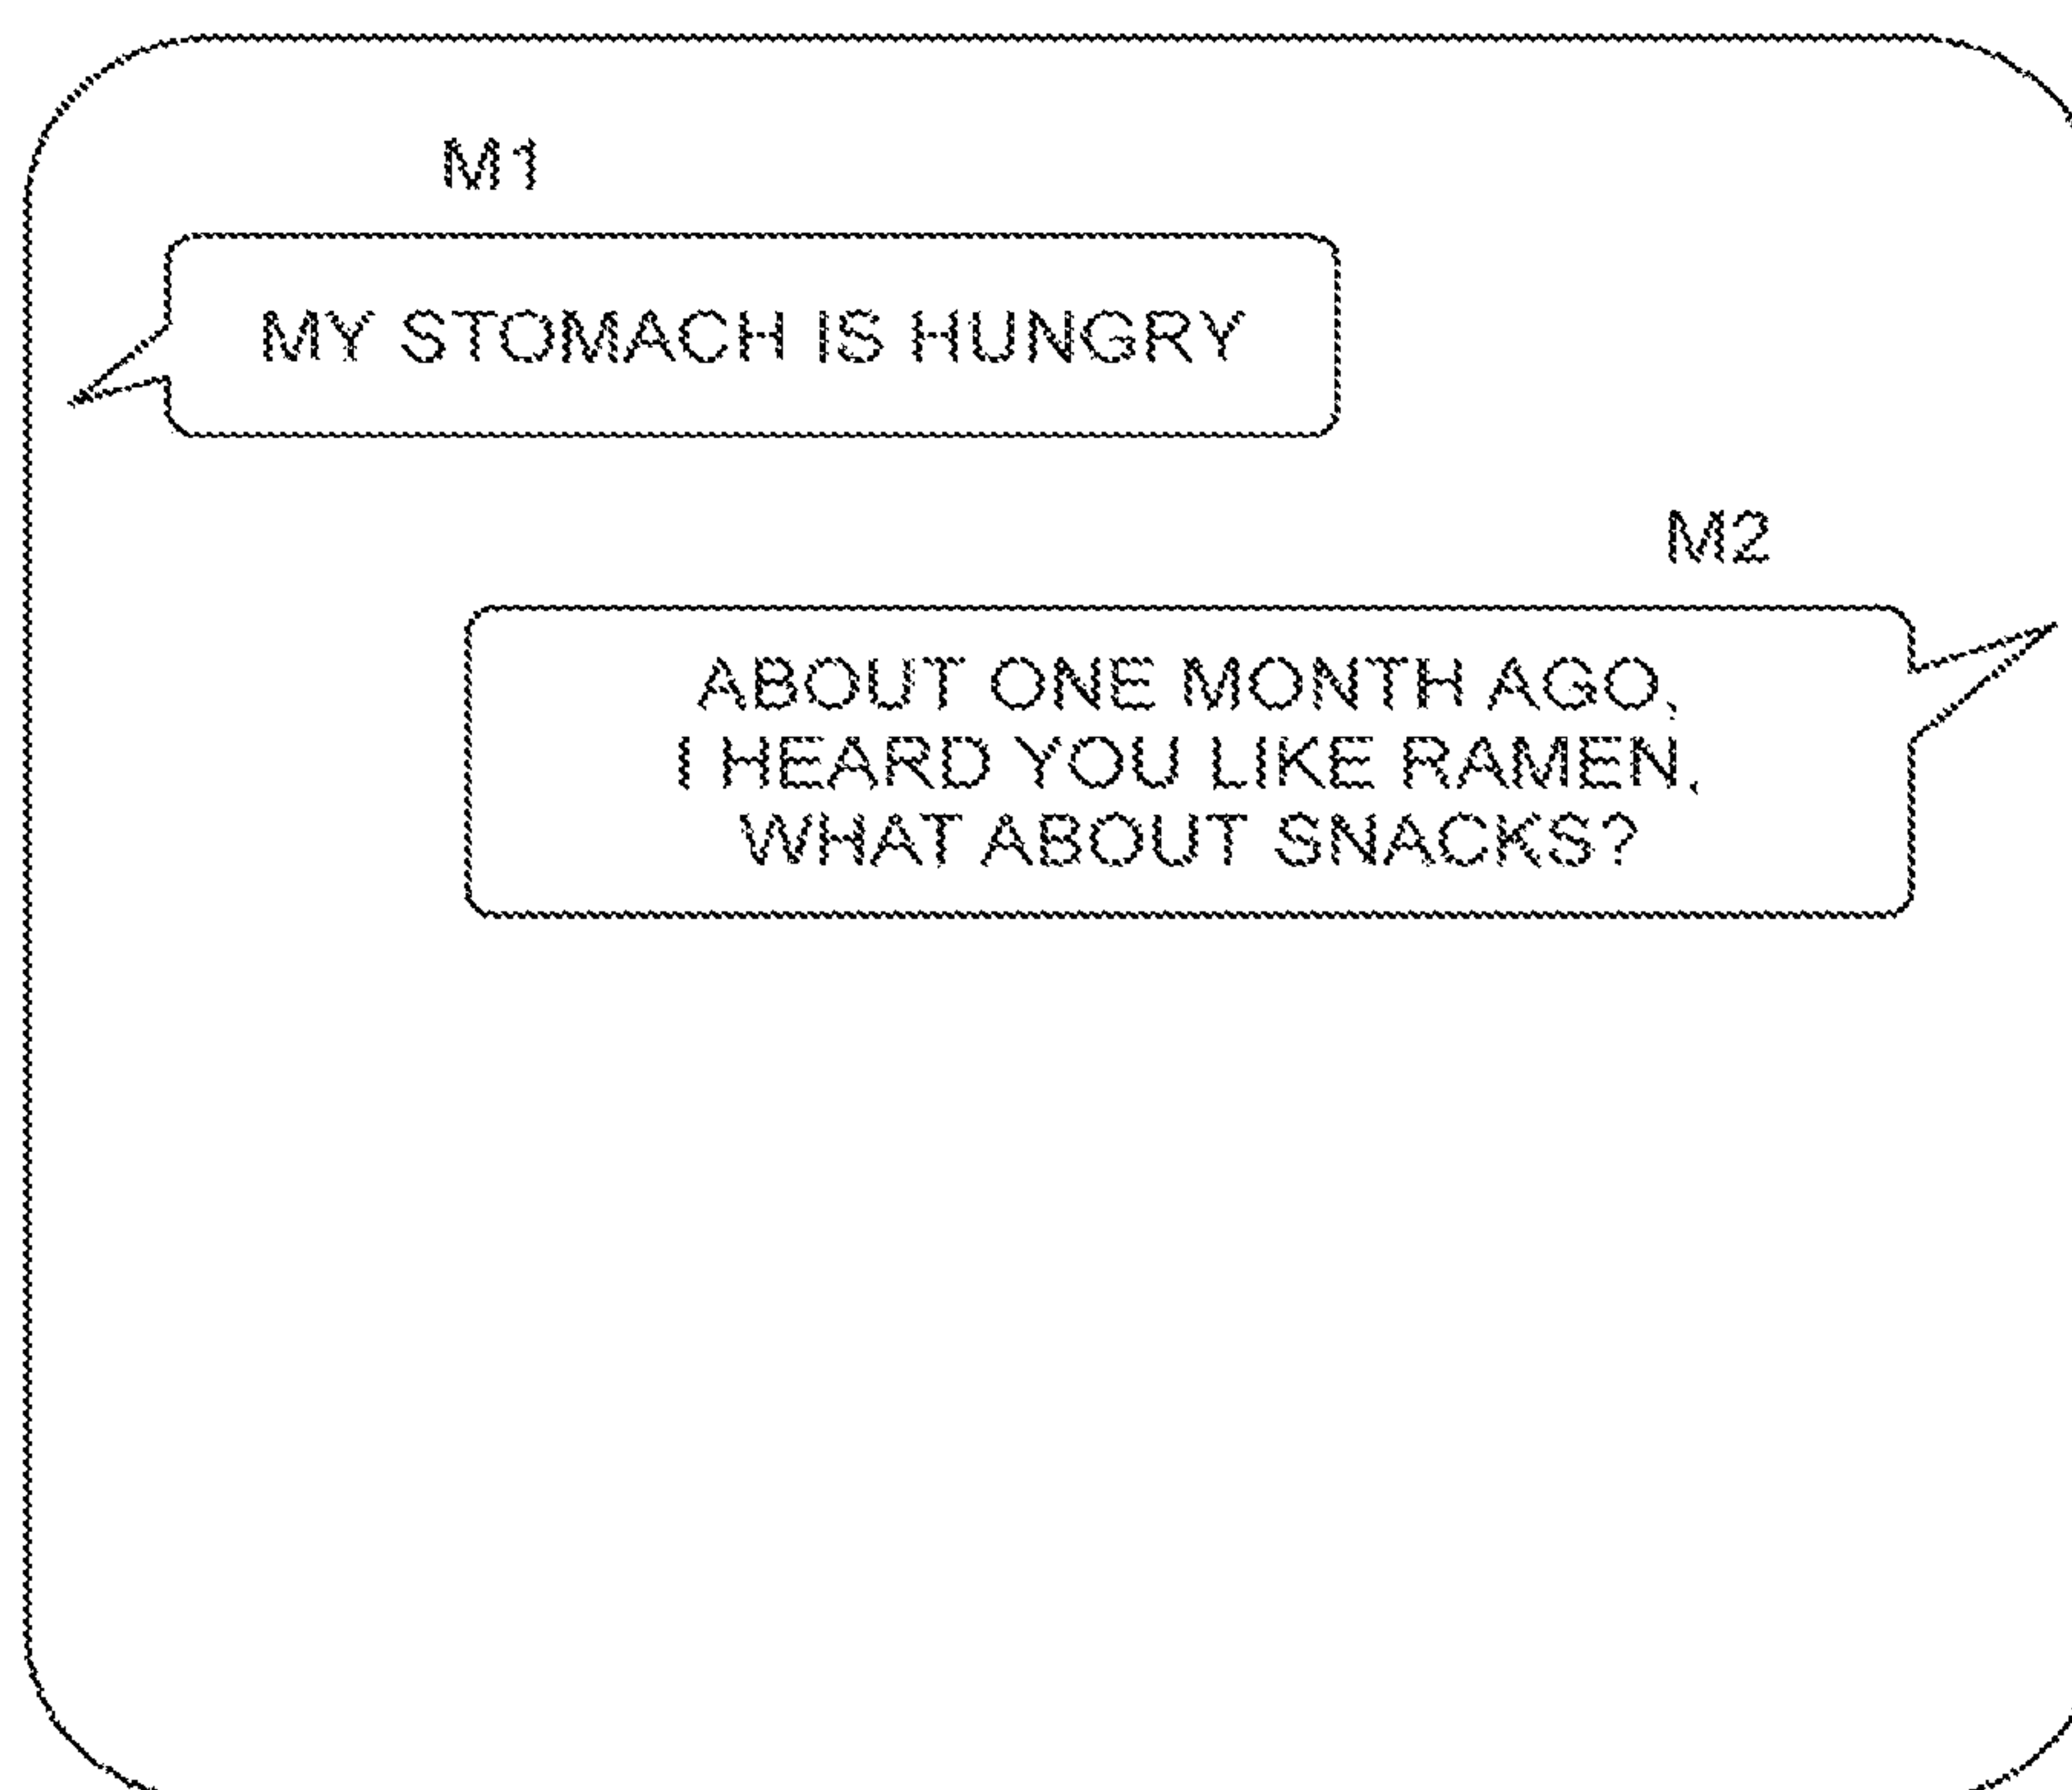 M1
MY STOMACH IS HUNGRY
M2
ABOUT ONE MONTH AGO,
I HEARD YOU LIKE RAMEN.
WHAT ABOUT SNACKS?